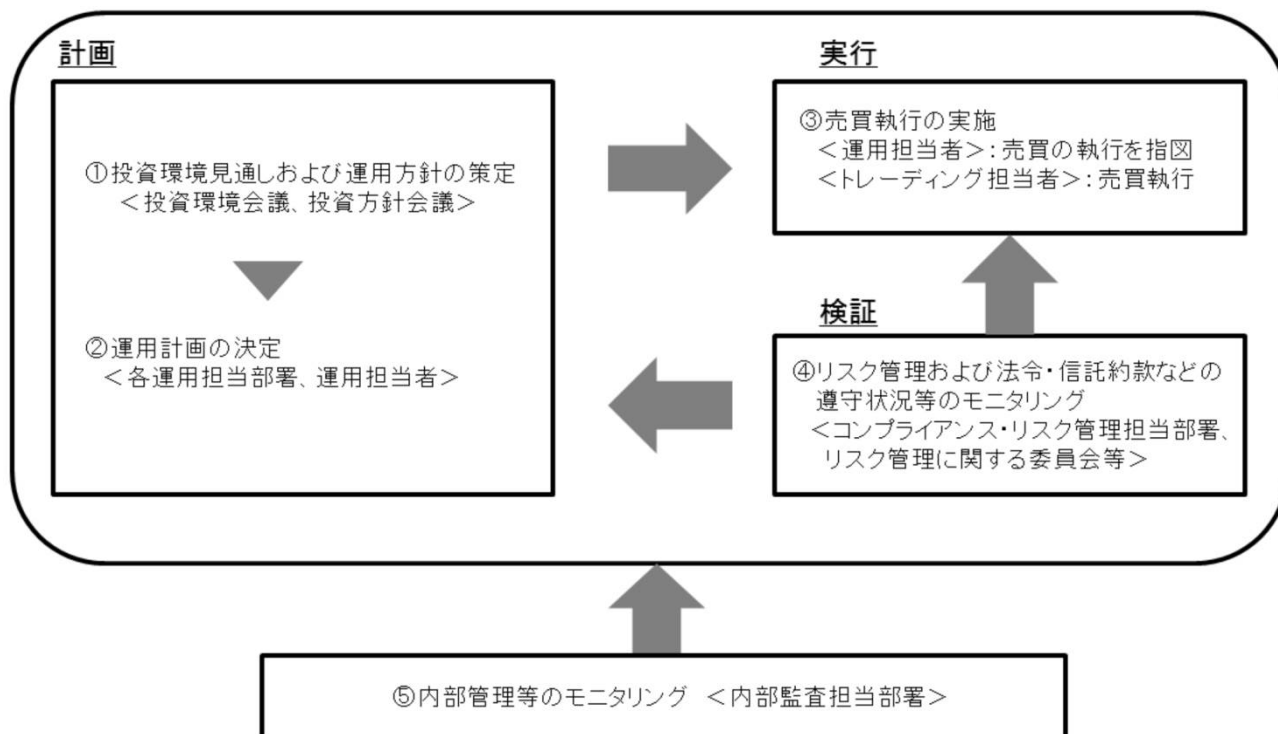 計画
①投資環境見通しおよび運用方針の策定
＜投資環境会議、投資方針会議＞
②運用計画の決定
＜各運用担当部署、運用担当者＞
実行
③売買執行の実施
＜運用担当者＞：売買の執行を指図
＜トレーディング担当者＞：売買執行
検証
④リスク管理および法令・信託約款などの
遵守状況等のモニタリング
＜コンプライアンス・リスク管理担当部署、
リスク管理に関する委員会等＞
⑤内部管理等のモニタリング ＜内部監査担当部署＞